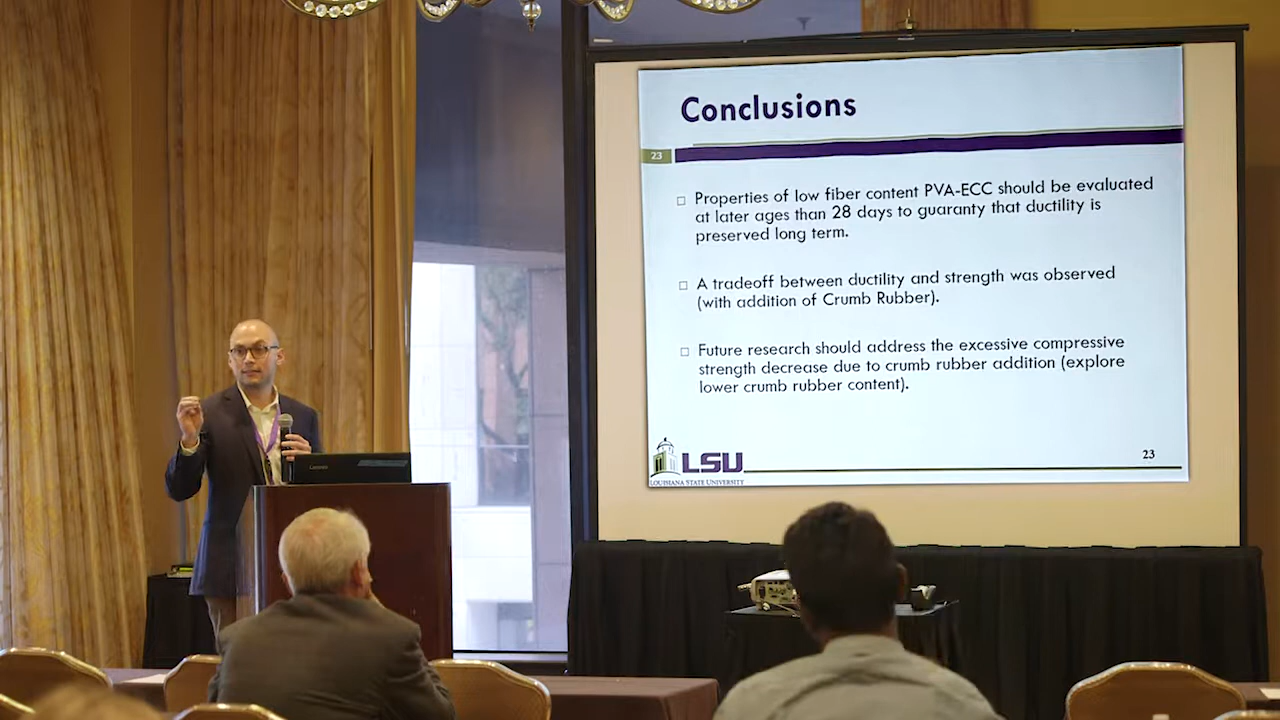 Conclusions
23
□ Properties of low fiber content PVA-ECC should be evaluated
at later ages than 28 days to guaranty that ductility is
preserved long term.
□ A tradeoff between ductility and strength was observed
(with addition of Crumb Rubber).
□ Future research should address the excessive compressive
strength decrease due to crumb rubber addition (explore
lower crumb rubber content).
LSU
LOUISIANA STATE UNIVERSITY
23